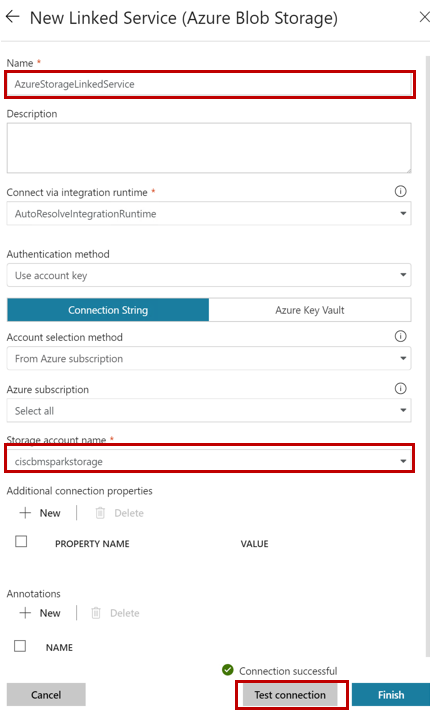 New Linked Service (Azure Blob Storage)
Name *
AzureStorageLinkedService
Description
Connect via integration runtime *
AutoResolveIntegrationRuntime
Authentication method
Use account key
Connection String Azure Key Vault
Account selection method
From Azure subscription
Azure subscription
Select all
Storage account name *
ciscbmsparkstorage
Additional connection properties
New Delete
PROPERTY NAME VALUE
Annotations
New Delete
NAME
Connection successful
Cancel Test connection Finish